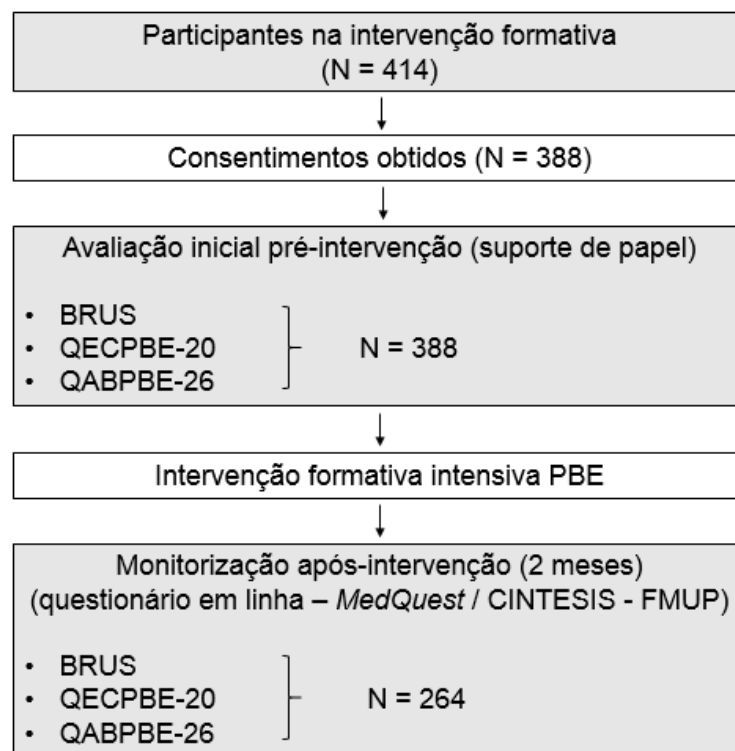 Participantes na intervenção formativa
(N = 414)
Consentimentos obtidos (N = 388)
Avaliação inicial pré-intervenção (suporte de papel)
• BRUS
• QECPBE-20 N = 388
• QABPBE-26
Intervenção formativa intensiva PBE
Monitorização após-intervenção (2 meses)
(questionário em linha – MedQuest / CINTESIS - FMUP)
• BRUS
• QECPBE-20 N = 264
• QABPBE-26